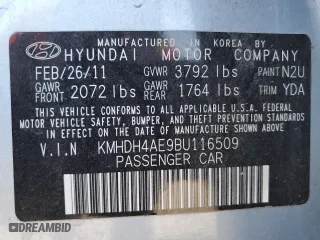 MANUFACTURED IN KOREA BY
HYUNDAI MOTOR COMPANY
FEB/26/11 GVWR 3792 lbs PAINT N2U
GAWR FRONT 2072 lbs GAWR REAR 1764 lbs TRIM YDA
THIS VEHICLE CONFORMS TO ALL APPLICABLE U.S.A. FEDERAL
MOTOR VEHICLE SAFETY, BUMPER, AND THEFT PREVENTION
STANDARDS IN EFFECT ON THE DATE OF MANUFACTURE SHOWN ABOVE.
V.I.N KMHDH4AE9BU116509
PASSENGER CAR